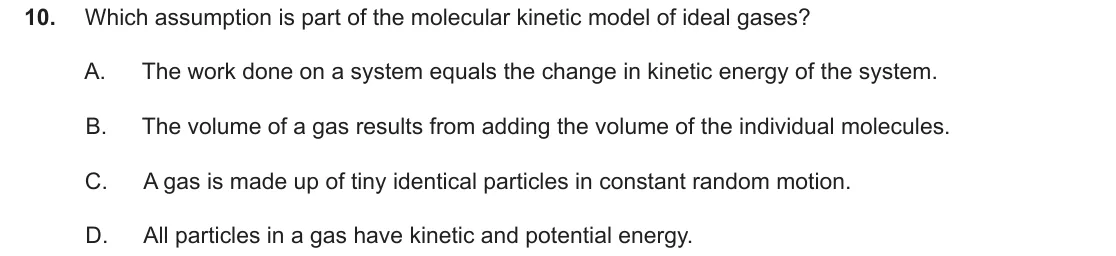 10. Which assumption is part of the molecular kinetic model of ideal gases?
A. The work done on a system equals the change in kinetic energy of the system.
B. The volume of a gas results from adding the volume of the individual molecules.
C. A gas is made up of tiny identical particles in constant random motion.
D. All particles in a gas have kinetic and potential energy.